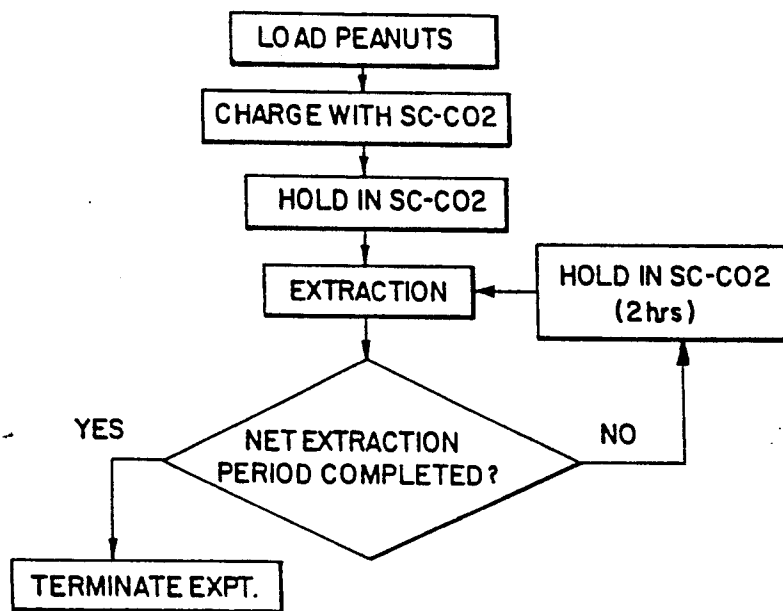 LOAD PEANUTS
CHARGE WITH SC-CO2
HOLD IN SC-CO2
EXTRACTION
HOLD IN SC-CO2
(2hrs)
YES
NET EXTRACTION
PERIOD COMPLETED?
NO
TERMINATE EXPT.